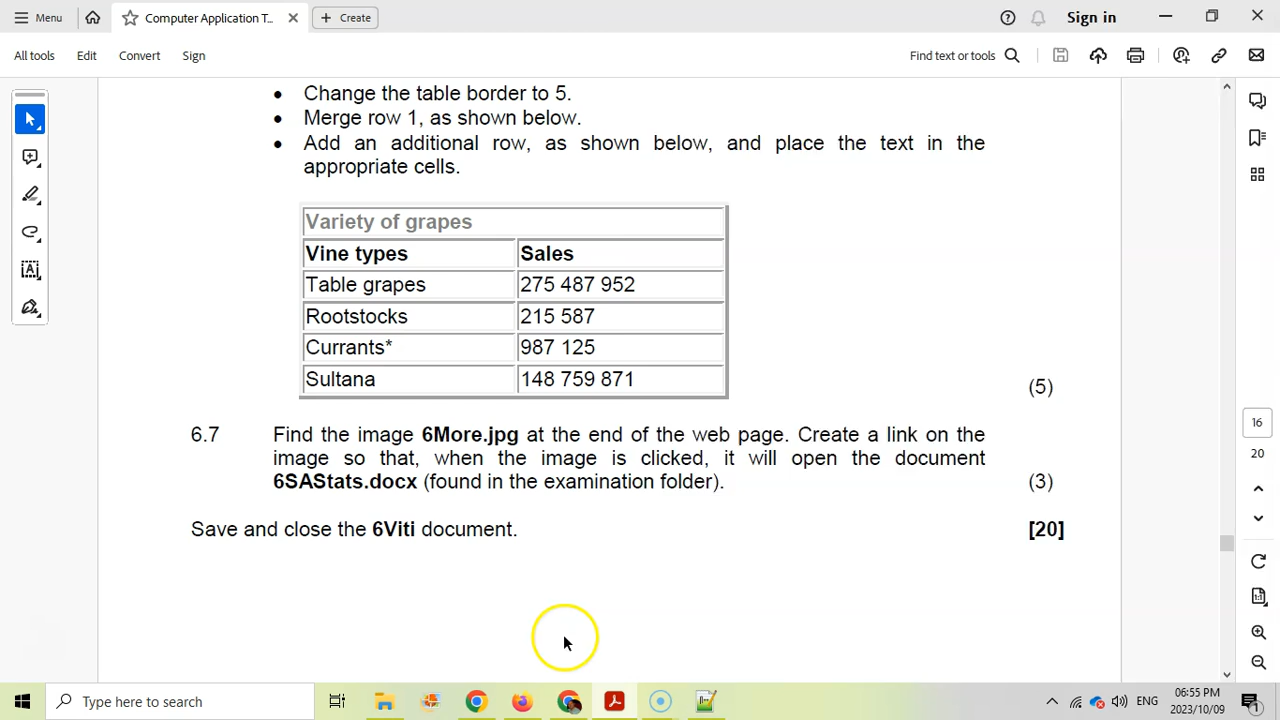 Menu
Computer Application T...
Create
Sign in
All tools
Edit
Convert
Sign
Find text or tools
• Change the table border to 5.
• Merge row 1, as shown below.
• Add an additional row, as shown below, and place the text in the
appropriate cells.
Variety of grapes
Vine types Sales
Table grapes 275 487 952
Rootstocks 215 587
Currants* 987 125
Sultana 148 759 871
(5)
6.7 Find the image 6More.jpg at the end of the web page. Create a link on the
image so that, when the image is clicked, it will open the document
6SAStats.docx (found in the examination folder). (3)
Save and close the 6Viti document. [20]
16
20
Type here to search
ENG
06:55 PM
2023/10/09
1